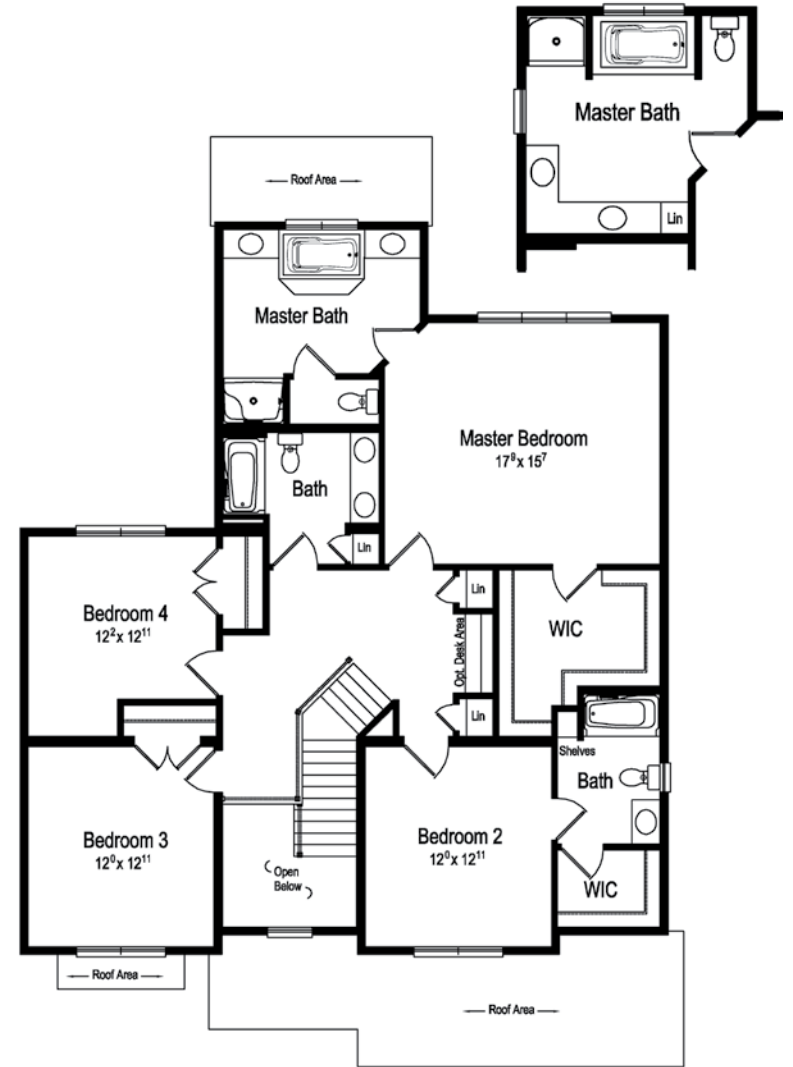 Master Bath
Lin
Roof Area
Master Bath
Master Bedroom
17⁹ x 15⁷
Bath
Lin
Bedroom 4
12² x 12¹¹
Lin
Opt. Desk Area
WIC
Lin
Shelves
Bath
Bedroom 3
12⁰ x 12¹¹
Bedroom 2
12⁰ x 12¹¹
Open
Below
WIC
Roof Area
Roof Area